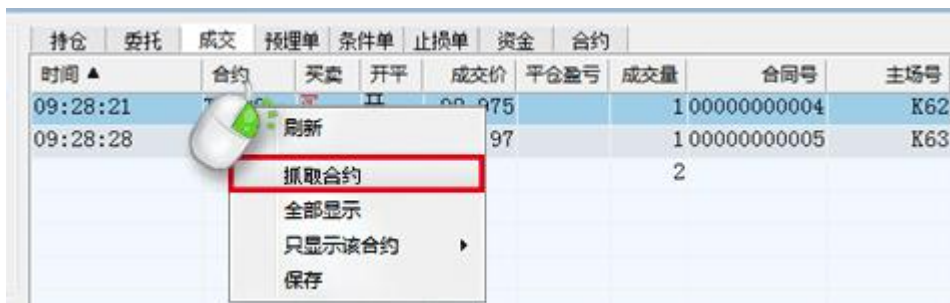 持仓 委托 成交 预埋单 条件单 止损单 资金 合约
时间 ▲ 合约 买卖 开平 成交价 平仓盈亏 成交量 合同号 主场号
09:28:21 975 1 00000000004 K62
09:28:28 97 1 00000000005 K63
2
刷新
抓取合约
全部显示
只显示该合约
保存